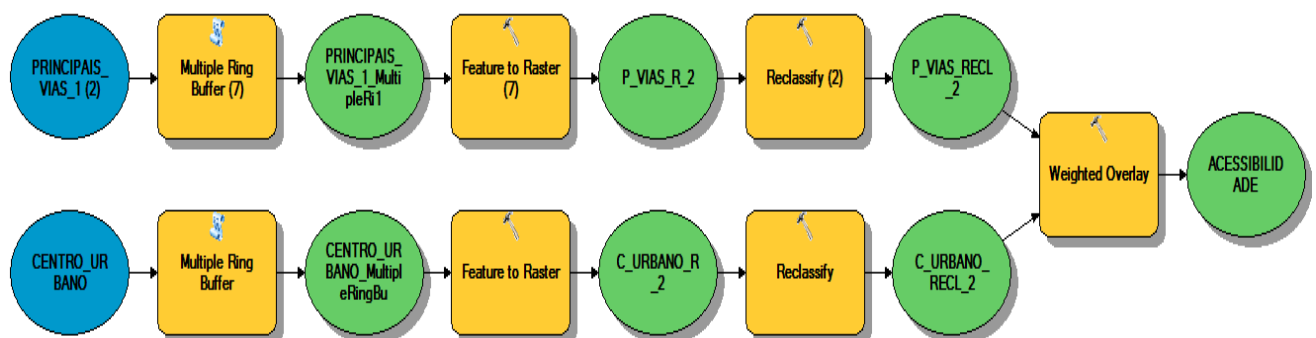 PRINCIPAIS_
VIAS_1 (2)
Multiple Ring
Buffer (7)
PRINCIPAIS_
VIAS_1_Multi
pleRi1
Feature to Raster
(7)
P_VIAS_R_2
Reclassify (2)
P_VIAS_RECL
_2
Weighted Overlay
ACESSIBILID
ADE
CENTRO_UR
BANO
Multiple Ring
Buffer
CENTRO_UR
BANO_Multipl
eRingBu
Feature to Raster
C_URBANO_R
_2
Reclassify
C_URBANO_
RECL_2